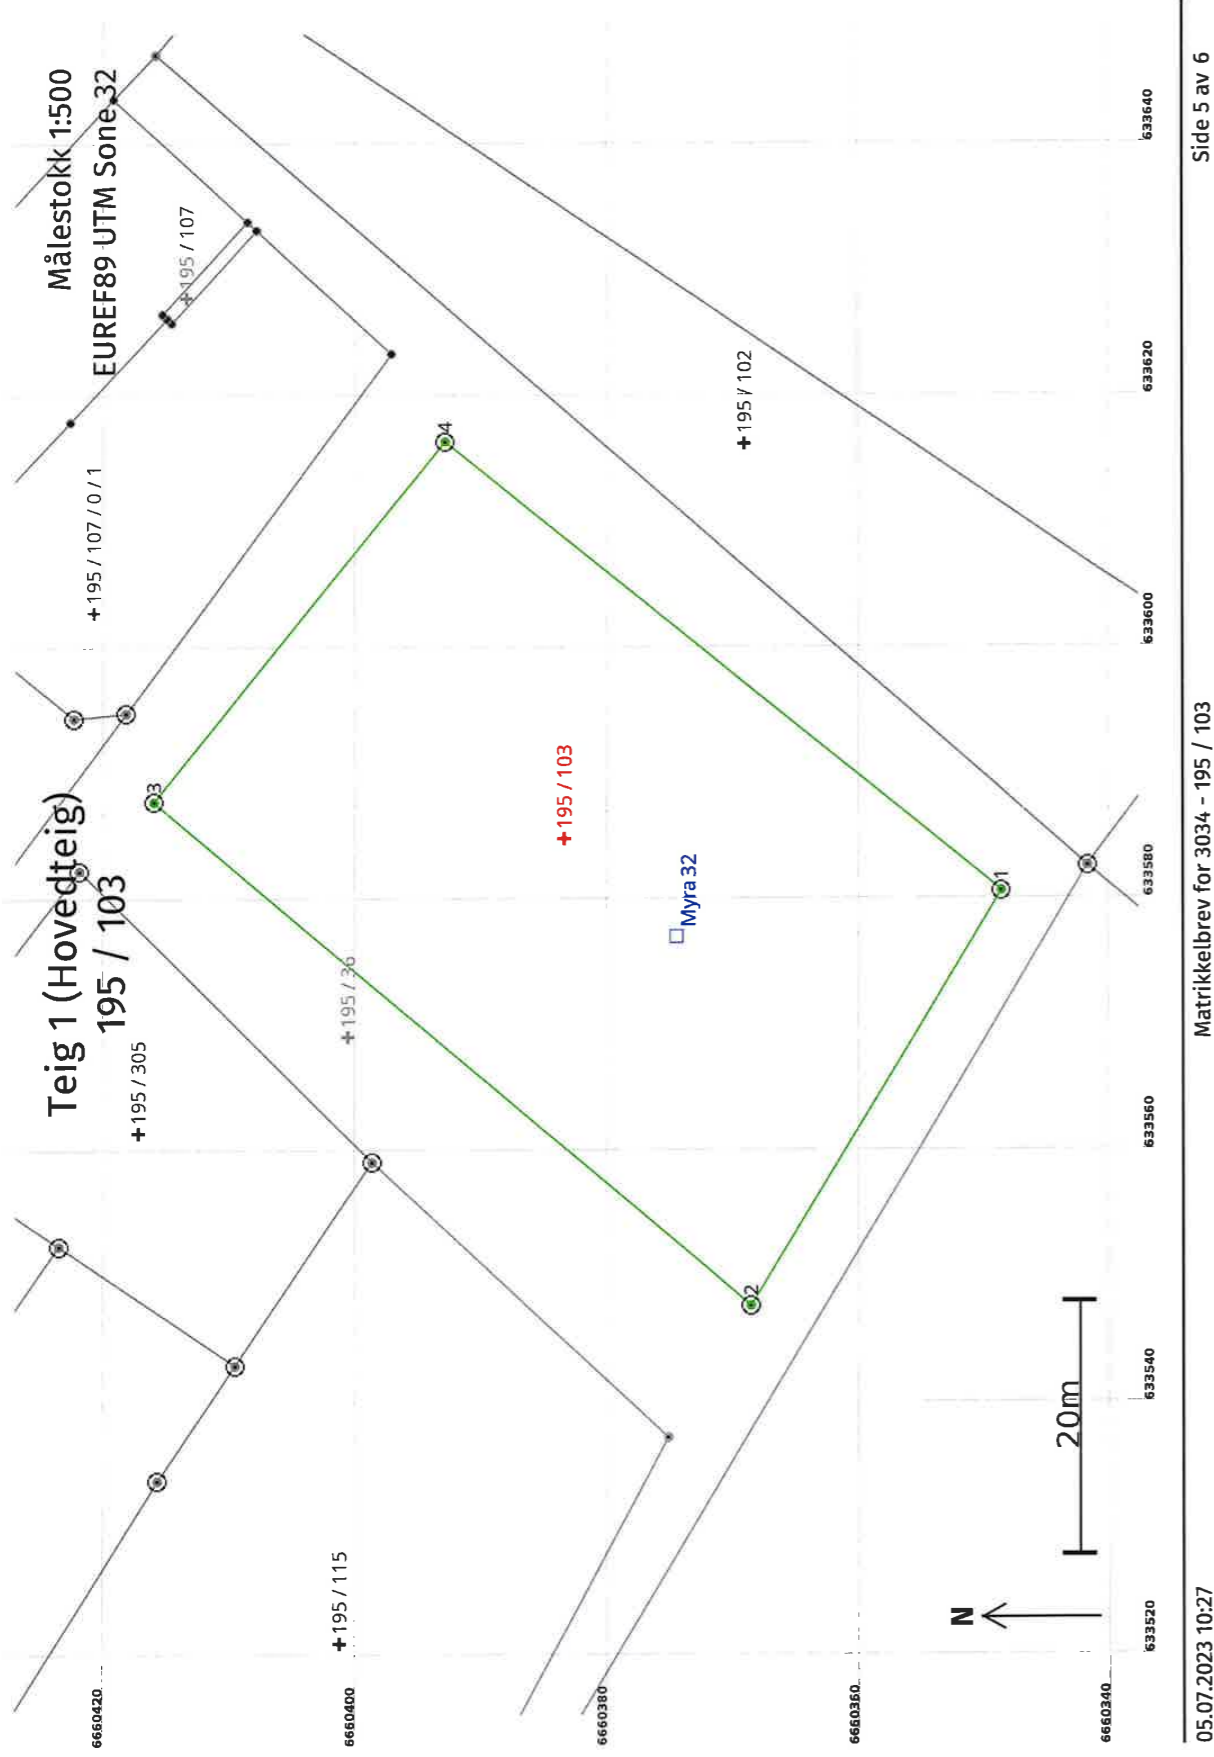 Teig 1 (Hovedteig)
195 / 103
Målestokk 1:500
EUREF89 UTM Sone 32
+195 / 305
+195 / 107 / 0 / 1
+195 / 107
3
+195 / 115
+195 / 36
4
+195 / 103
Myra 32
+195 / 102
2
1
N
20m
6660420
6660400
6660380
6660360
6660340
633520
633540
633560
633580
633600
633620
633640
05.07.2023 10:27
Matrikkelbrev for 3034 - 195 / 103
Side 5 av 6